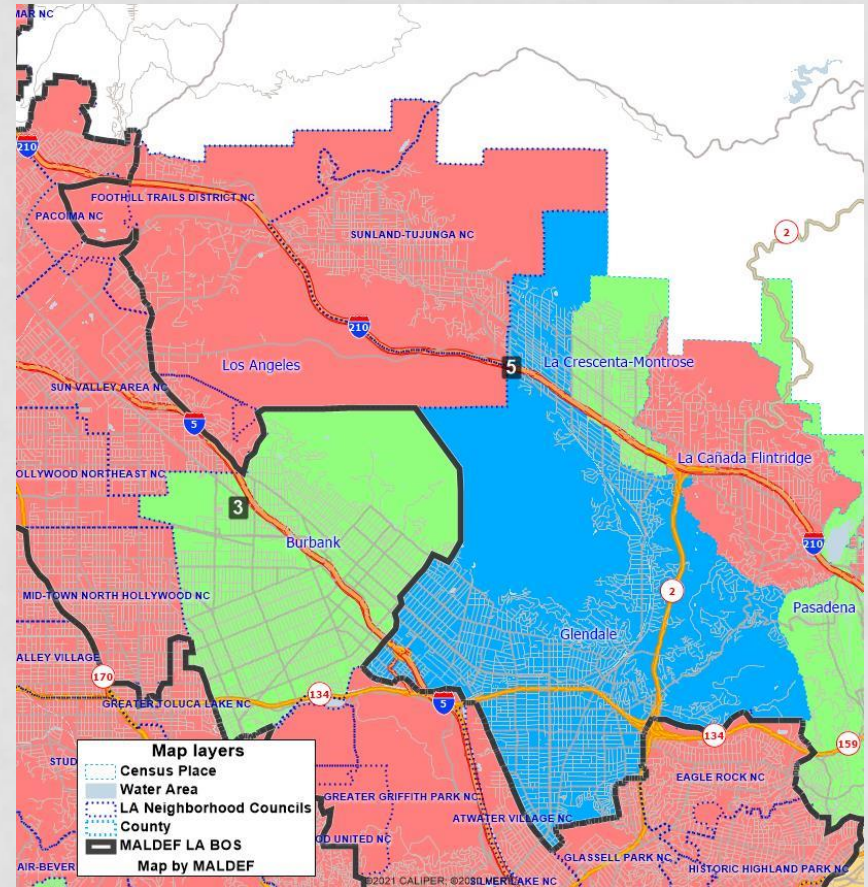 MAR NC
210
FOOTHILL TRAILS DISTRICT NC
PACOIMA NC
SUNLAND-TUJUNGA NC
2
210
Los Angeles
5
La Crescenta-Montrose
SUN VALLEY AREA NC
5
OLLYWOOD NORTHEAST NC
La Cañada Flintridge
3
Burbank
210
MID-TOWN NORTH HOLLYWOOD NC
2
Pasadena
Glendale
ALLEY VILLAGE
170
134
GREATER TOLUCA LAKE NC
5
134
159
STUD
EAGLE ROCK NC
Map layers
Census Place
Water Area
LA Neighborhood Councils
County
MALDEF LA BOS
Map by MALDEF
GREATER GRIFFITH PARK NC
ATWATER VILLAGE NC
OD UNITED NC
GLASSELL PARK NC
AIR-BEVER
HISTORIC HIGHLAND PARK NC
©2021 CALIPER;
SILVER LAKE NC